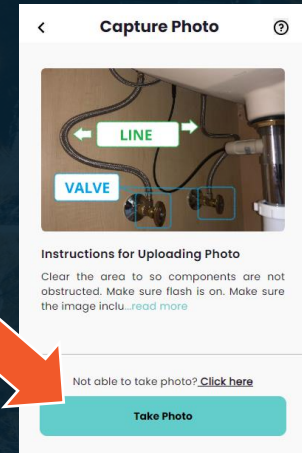 Capture Photo
LINE
VALVE
Instructions for Uploading Photo
Clear the area to so components are not
obstructed. Make sure flash is on. Make sure
the image inclu...read more
Not able to take photo? Click here
Take Photo